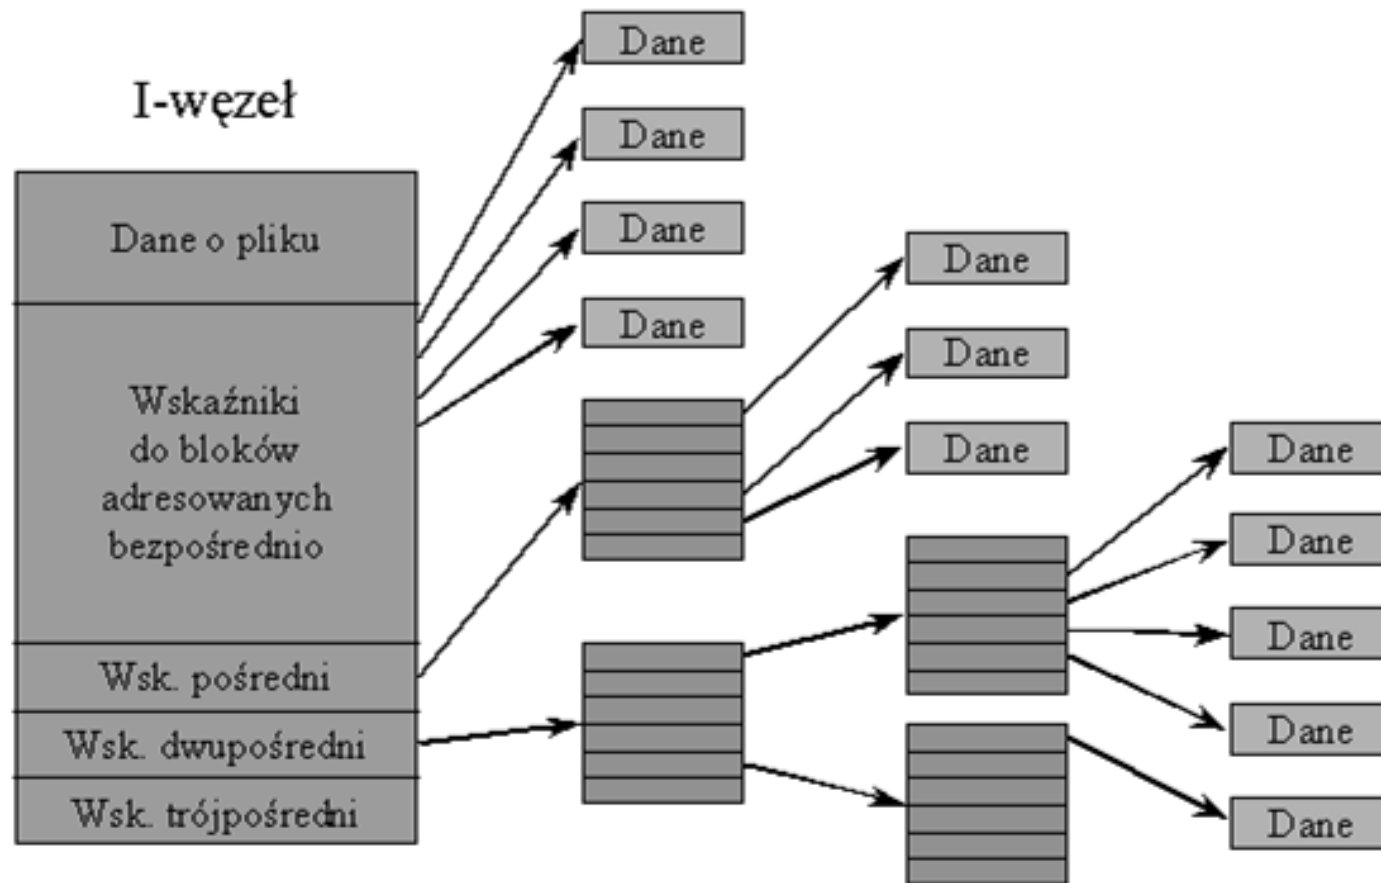 I-węzeł
Dane o pliku
Wskaźniki
do bloków
adresowanych
bezpośrednio
Wsk. pośredni
Wsk. dwupośredni
Wsk. trójpośredni
Dane
Dane
Dane
Dane
Dane
Dane
Dane
Dane
Dane
Dane
Dane
Dane